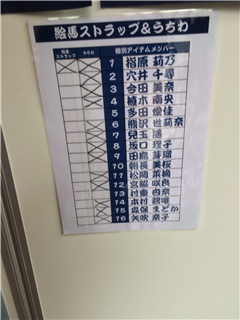 絵馬ストラップ&うちわ
絵馬ストラップ うちわ 個別アイテムメンバー
1 指原 莉乃
2 穴井 千尋
3 今田 美奈
4 植木 南央
5 多田 愛佳
6 熊沢 世莉奈
7 兒玉 遥
8 坂口 理子
9 田島 芽瑠
10 朝長 美桜
11 松岡 菜摘
12 宮脇 咲良
13 村重 杏奈
14 本村 碧唯
15 森保 まどか
16 矢吹 奈子